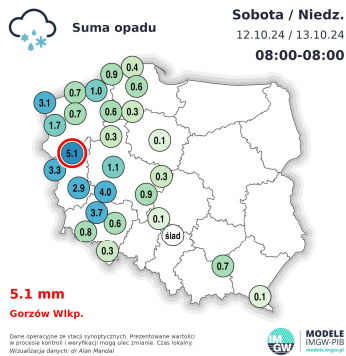 Suma opadu
Sobota / Niedz.
12.10.24 / 13.10.24
08:00-08:00
0.9
0.4
0.7
1.0
0.6
3.1
0.7
0.6
0.3
1.7
0.3
0.1
5.1
3.3
1.1
0.3
2.9
4.0
0.9
3.7
0.6
0.1
0.8
ślad
0.3
0.7
0.1
5.1 mm
Gorzów Wlkp.
Dane operacyjne ze stacji synoptycznych. Prezentowane wartości
w procesie kontroli i weryfikacji mogą ulec zmianie. Czas lokalny.
Wizualizacja danych: dr Alan Mandal
IM
GW
MODELE
IMGW-PIB
modele.imgw.pl